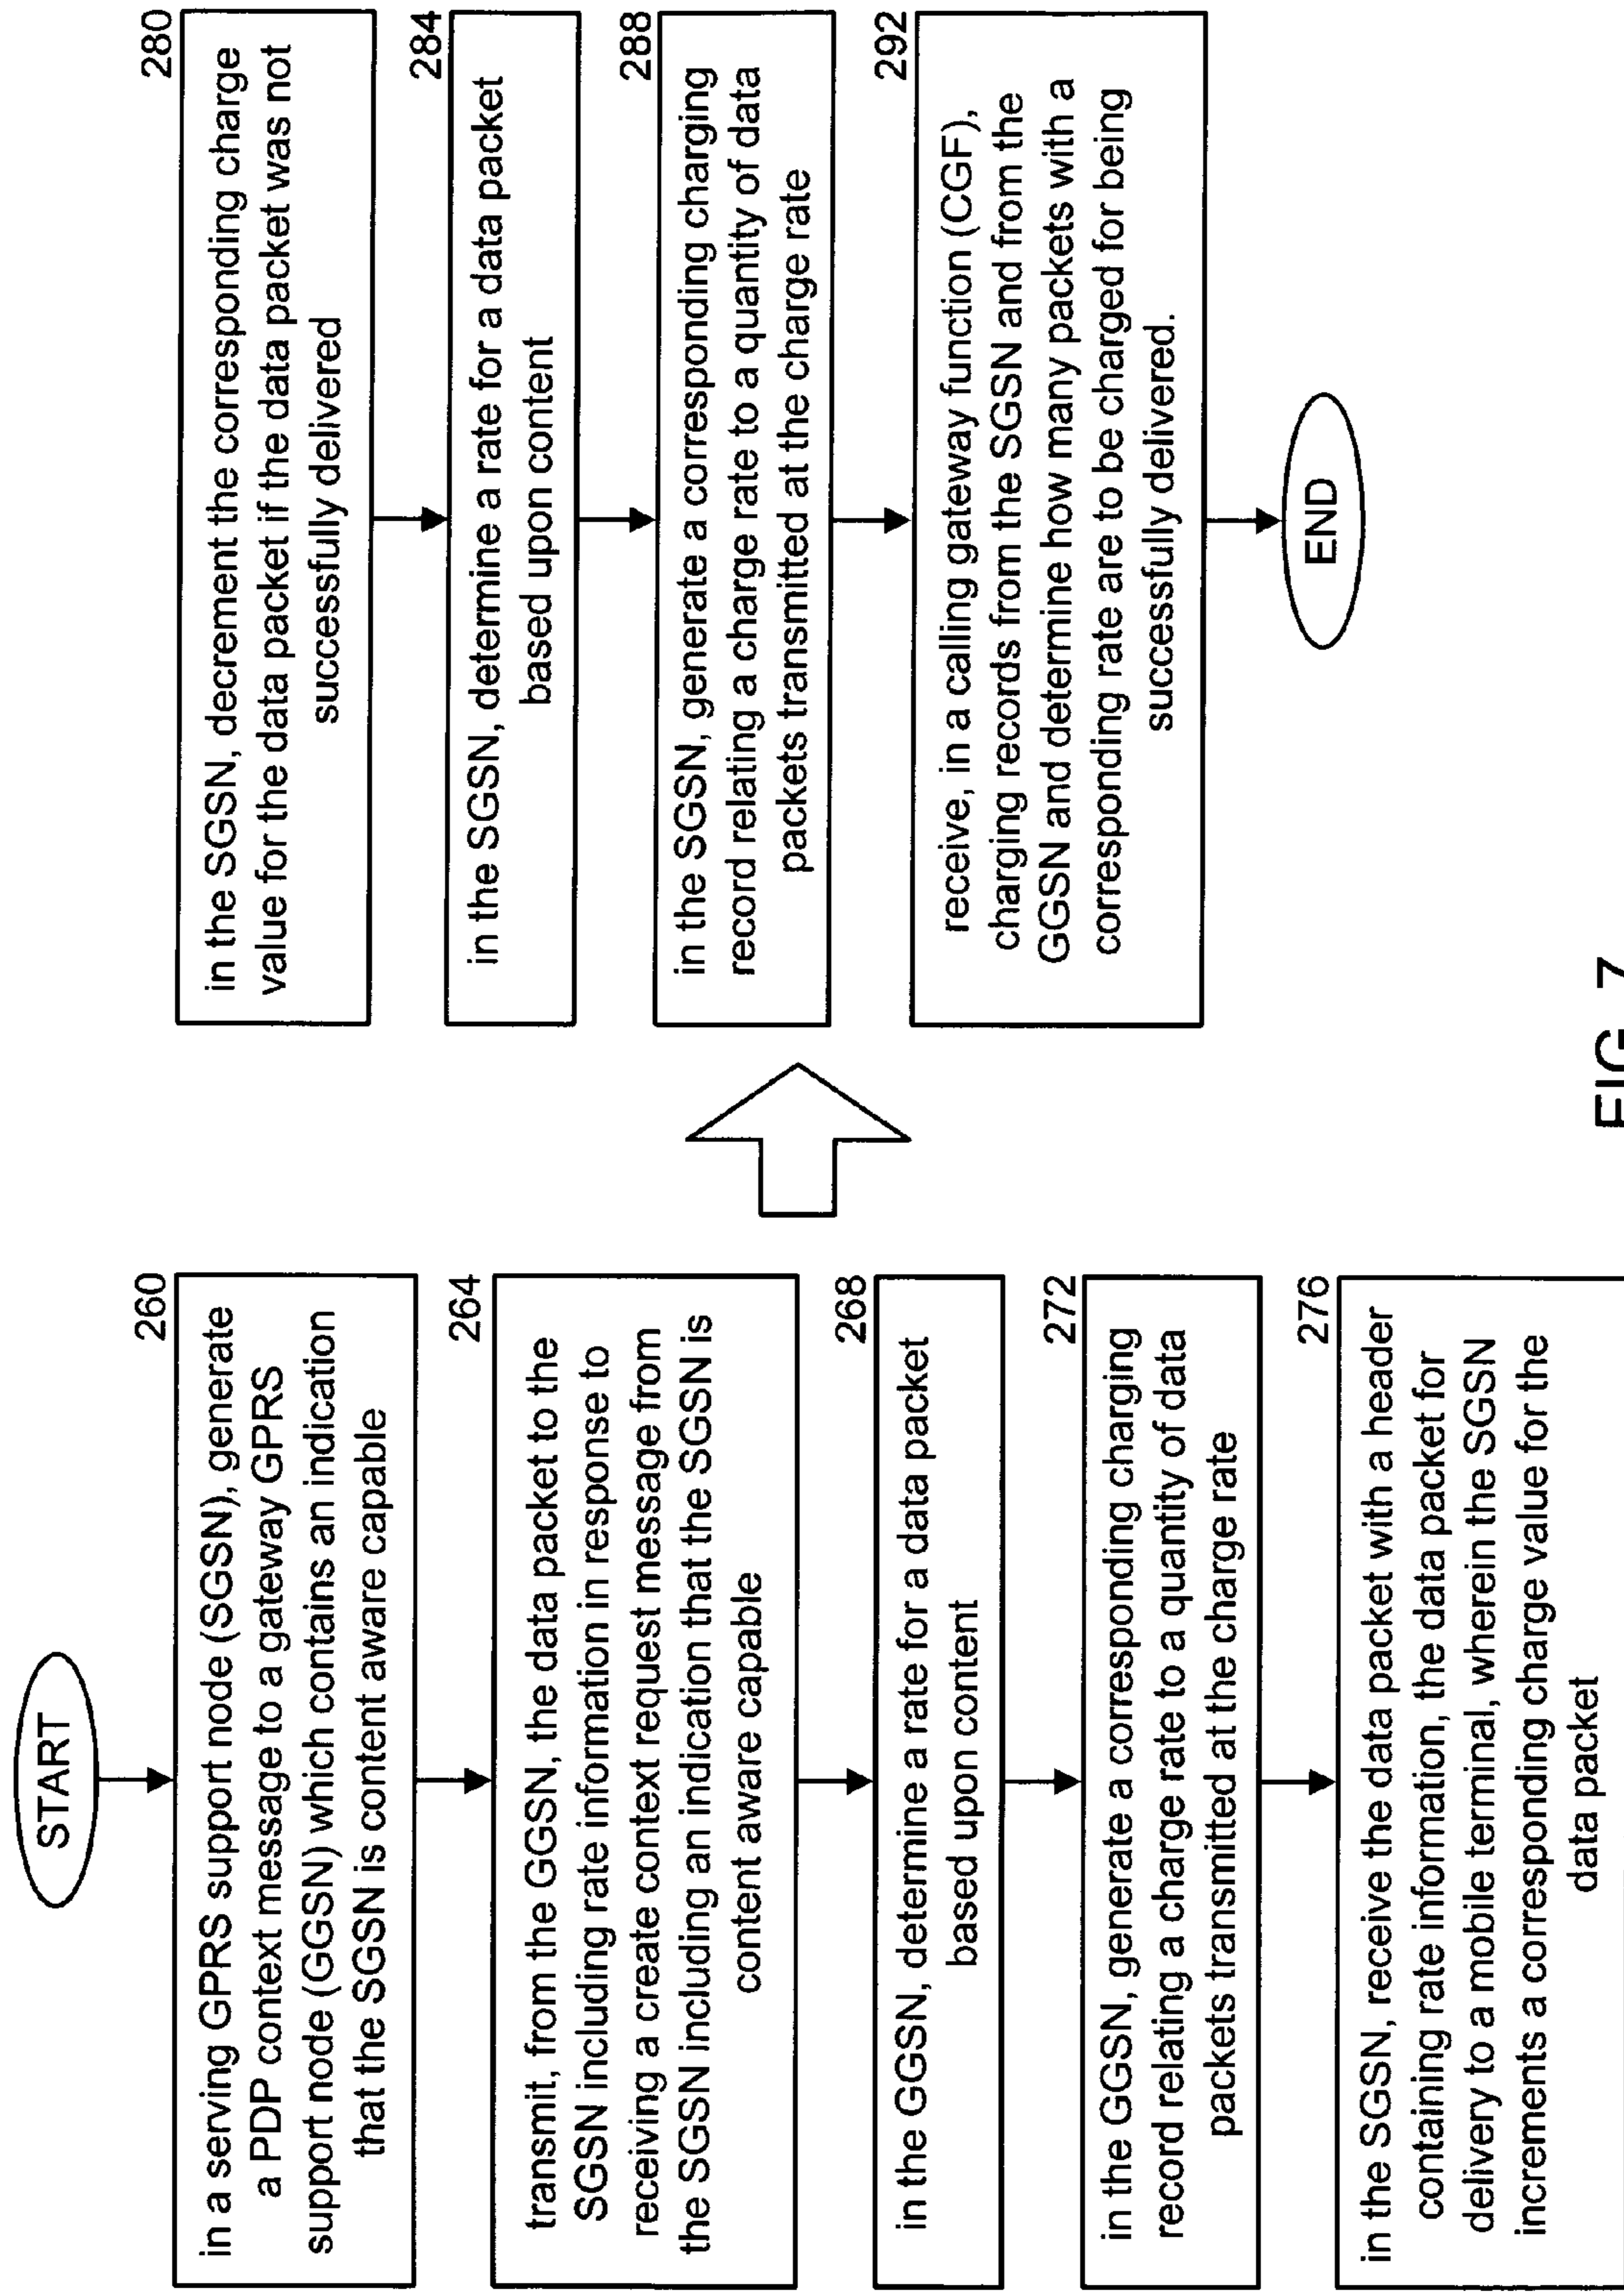 START
260
in a serving GPRS support node (SGSN), generate
a PDP context message to a gateway GPRS
support node (GGSN) which contains an indication
that the SGSN is content aware capable
264
transmit, from the GGSN, the data packet to the
SGSN including rate information in response to
receiving a create context request message from
the SGSN including an indication that the SGSN is
content aware capable
268
in the GGSN, determine a rate for a data packet
based upon content
272
in the GGSN, generate a corresponding charging
record relating a charge rate to a quantity of data
packets transmitted at the charge rate
276
in the SGSN, receive the data packet with a header
containing rate information, the data packet for
delivery to a mobile terminal, wherein the SGSN
increments a corresponding charge value for the
data packet
280
in the SGSN, decrement the corresponding charge
value for the data packet if the data packet was not
successfully delivered
284
in the SGSN, determine a rate for a data packet
based upon content
288
in the SGSN, generate a corresponding charging
record relating a charge rate to a quantity of data
packets transmitted at the charge rate
292
receive, in a calling gateway function (CGF),
charging records from the SGSN and from the
GGSN and determine how many packets with a
corresponding rate are to be charged for being
successfully delivered.
END
FIG. 7